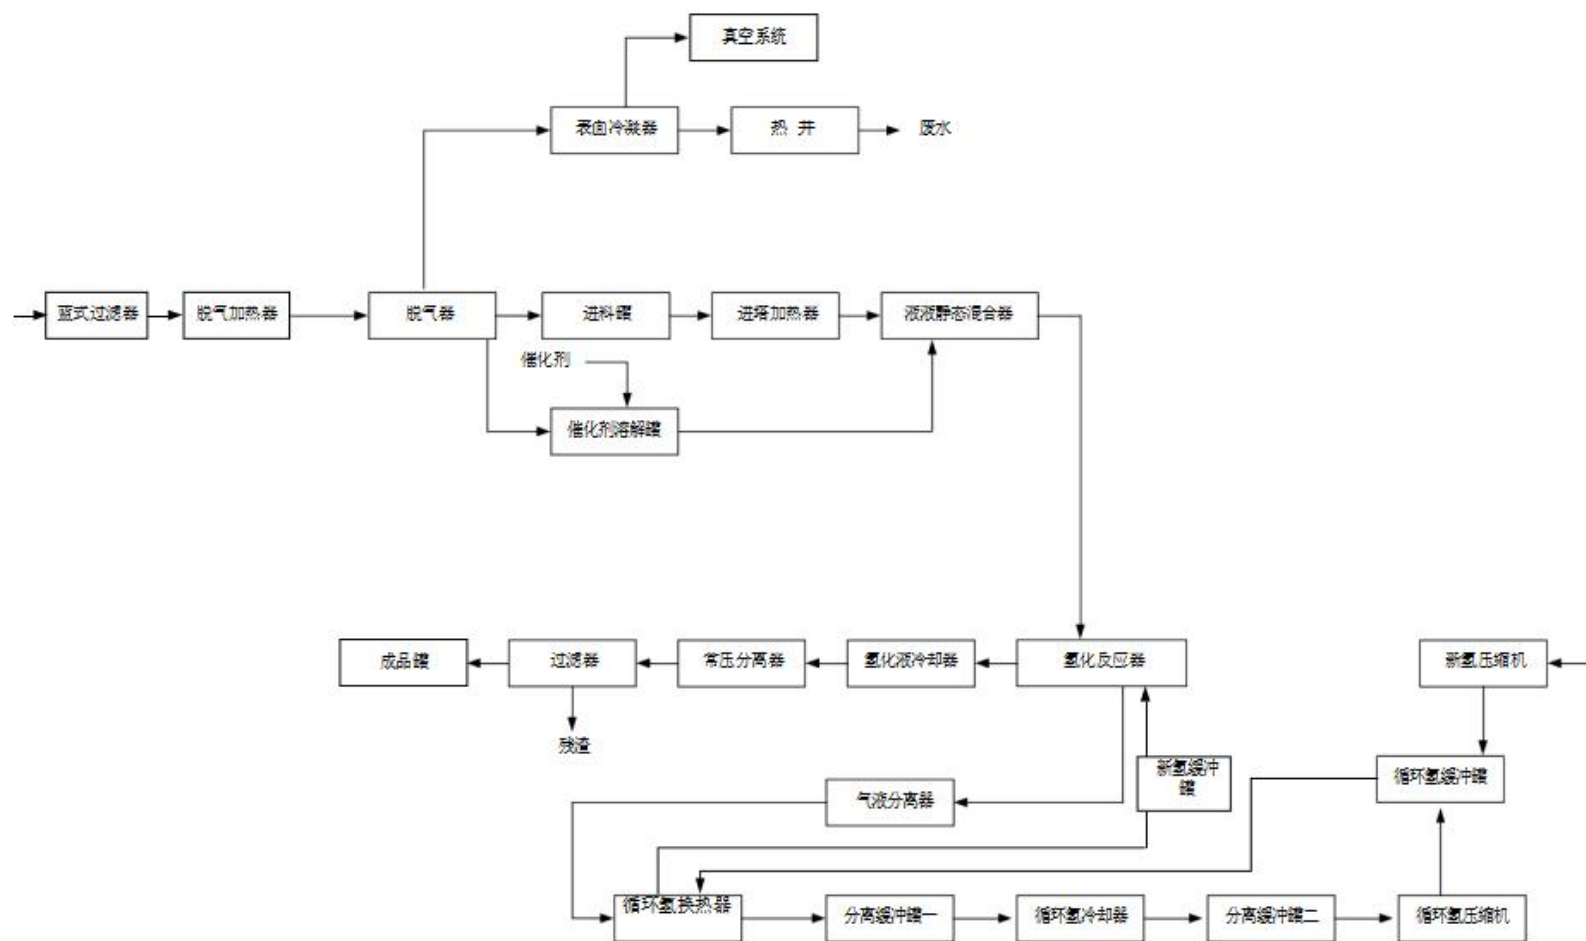 真空系统
表面冷凝器
热 井
废水
蓝式过滤器
脱气加热器
脱气器
进料罐
进塔加热器
液液静态混合器
催化剂
催化剂溶解罐
成品罐
过滤器
常压分离器
氢化液冷却器
氢化反应器
新氢压缩机
残渣
新氢缓冲
罐
循环氢缓冲罐
气液分离器
循环氢换热器
分离缓冲罐一
循环氢冷却器
分离缓冲罐二
循环氢压缩机